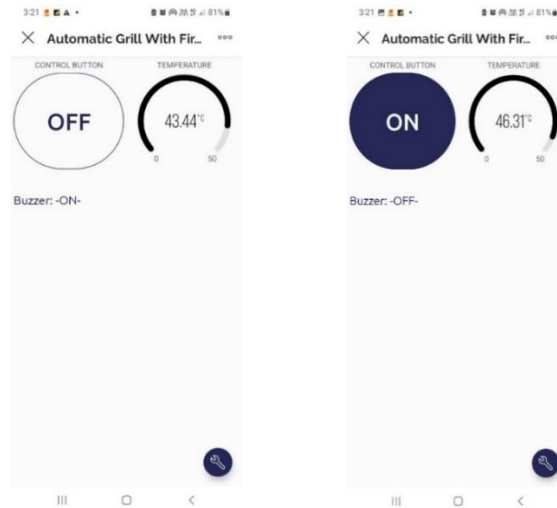 3:21
81%
Automatic Grill With Fir...
CONTROL BUTTON
TEMPERATURE
OFF
43.44°C
0
50
Buzzer: -ON-
3:21
81%
Automatic Grill With Fir...
CONTROL BUTTON
TEMPERATURE
ON
46.31°C
0
50
Buzzer: -OFF-